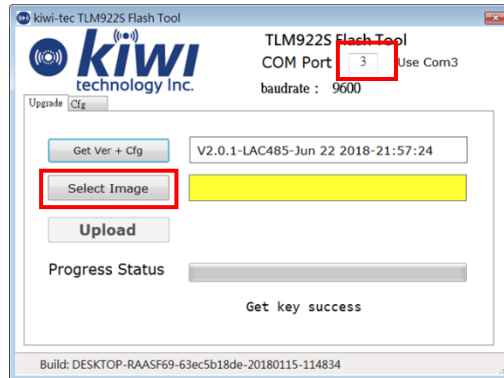 kiwi-tec TLM922S Flash Tool
kiwi
technology Inc.
TLM922S Flash Tool
COM Port 3 Use Com3
baudrate : 9600
Upgrade Cfg
Get Ver + Cfg V2.0.1-LAC485-Jun 22 2018-21:57:24
Select Image
Upload
Progress Status
Get key success
Build: DESKTOP-RAASF69-63ec5b18de-20180115-114834